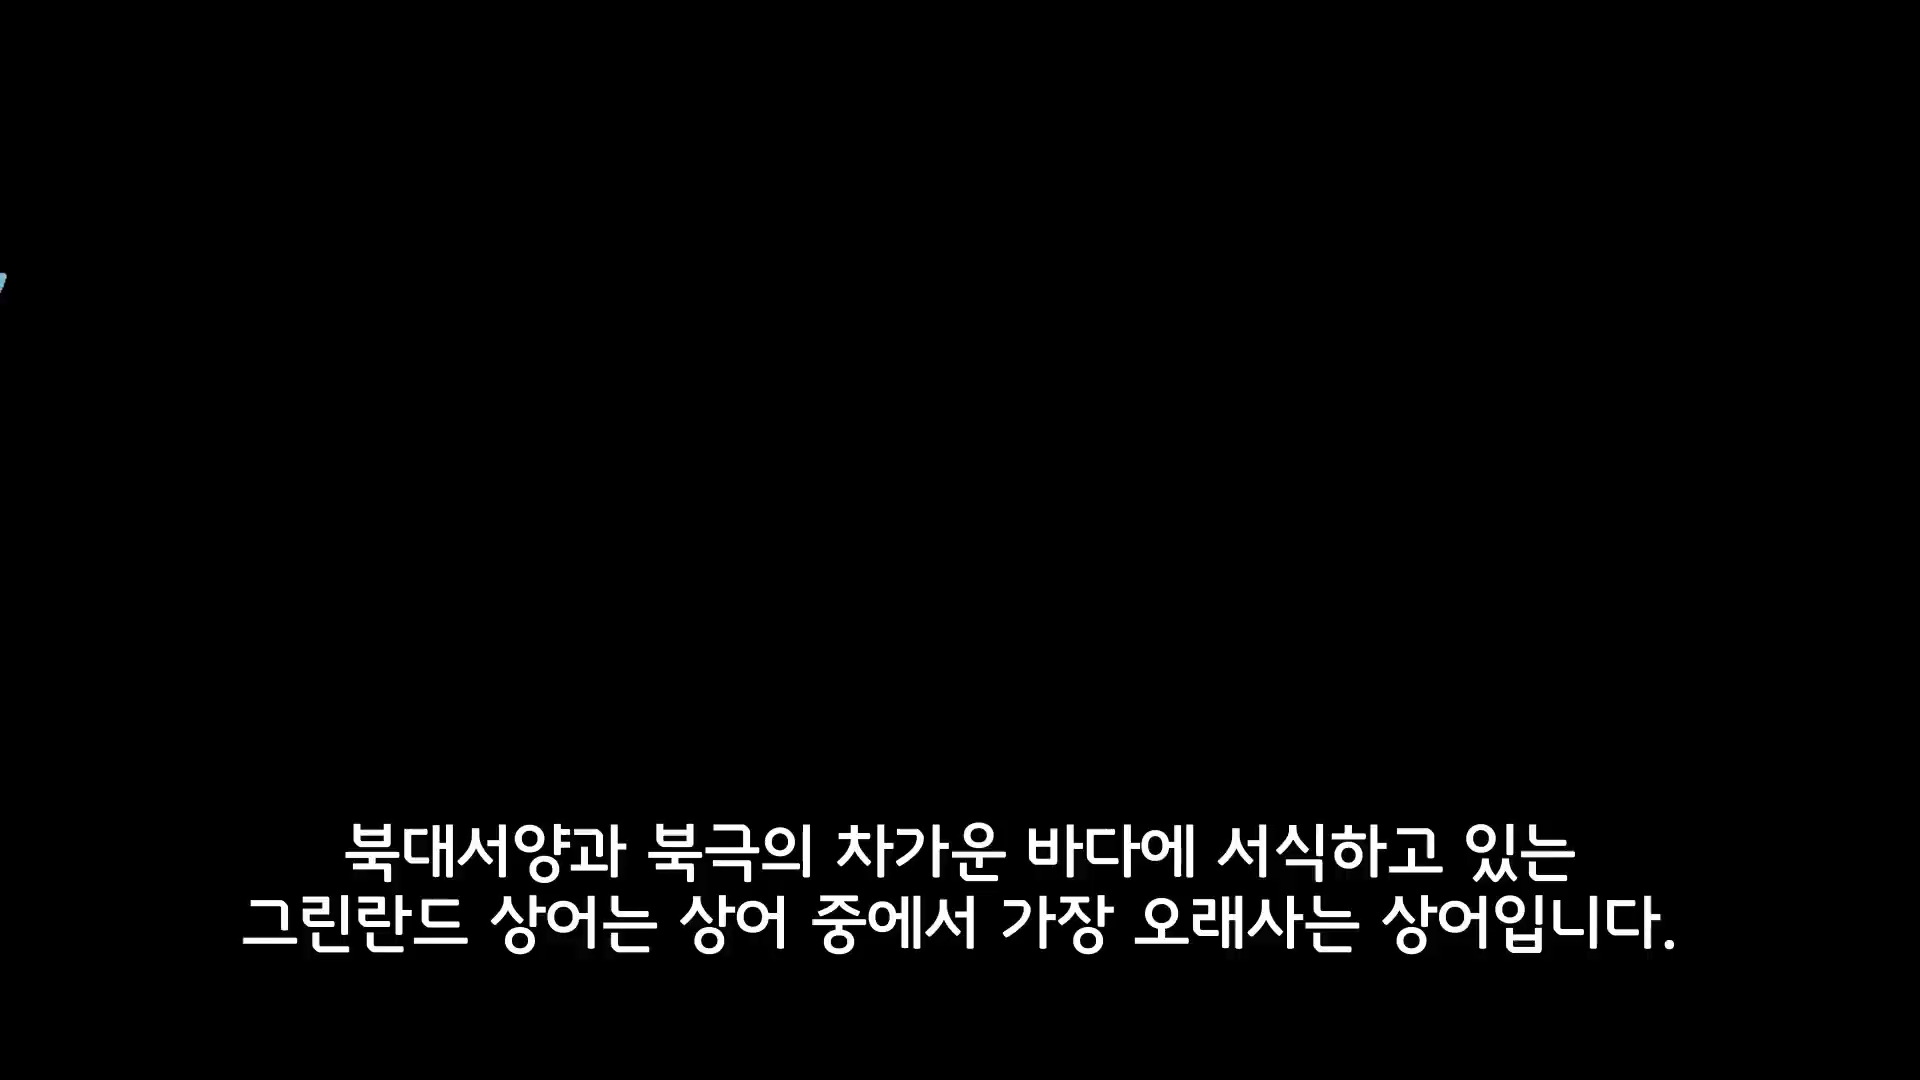 북대서양과 북극의 차가운 바다에 서식하고 있는
그린란드 상어는 상어 중에서 가장 오래사는 상어입니다.